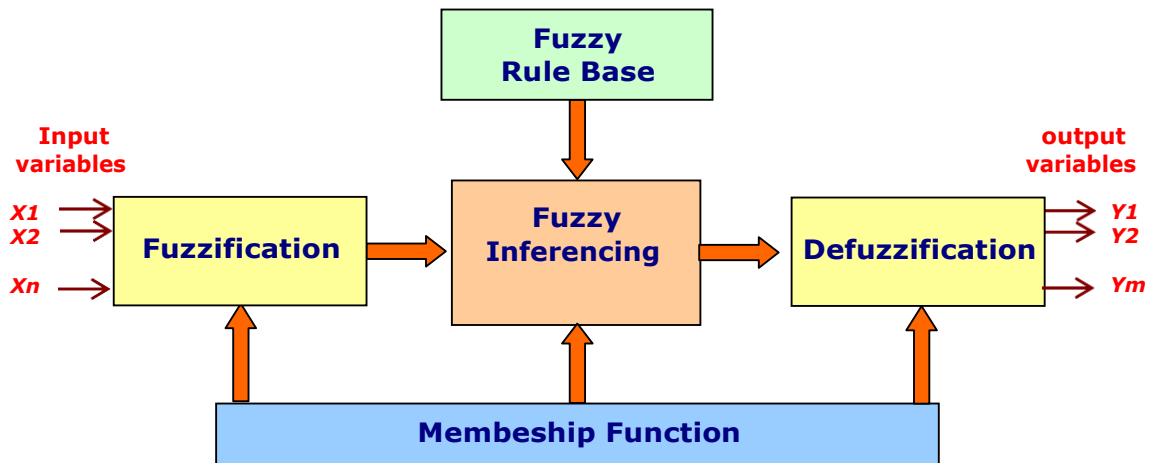 Fuzzy
Rule Base
Input
variables
output
variables
X1
X2
Xn
Fuzzification
Fuzzy
Inferencing
Defuzzification
Y1
Y2
Ym
Membeship Function